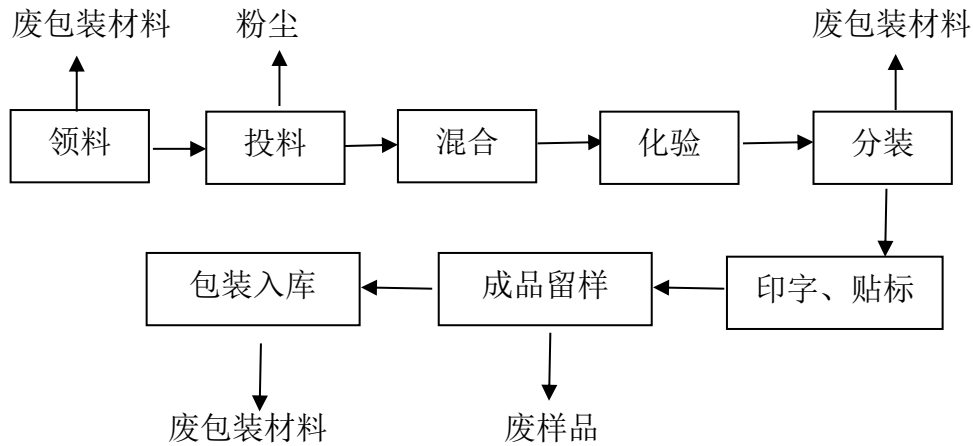 废包装材料
粉尘
废包装材料
领料
投料
混合
化验
分装
包装入库
成品留样
印字、贴标
废包装材料
废样品